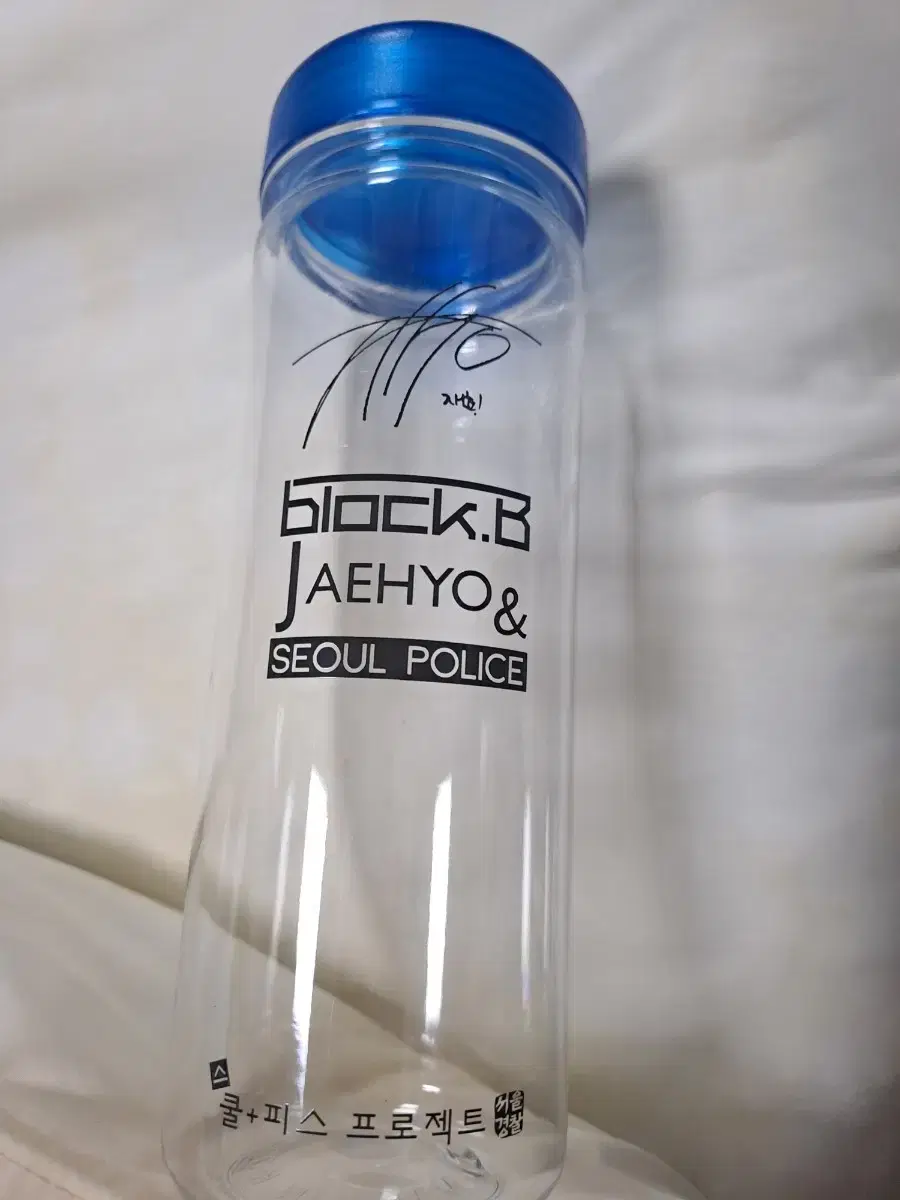 재효!
block.B
JAEHYO &
SEOUL POLICE
스
쿨+피스 프로젝트 서울
경찰